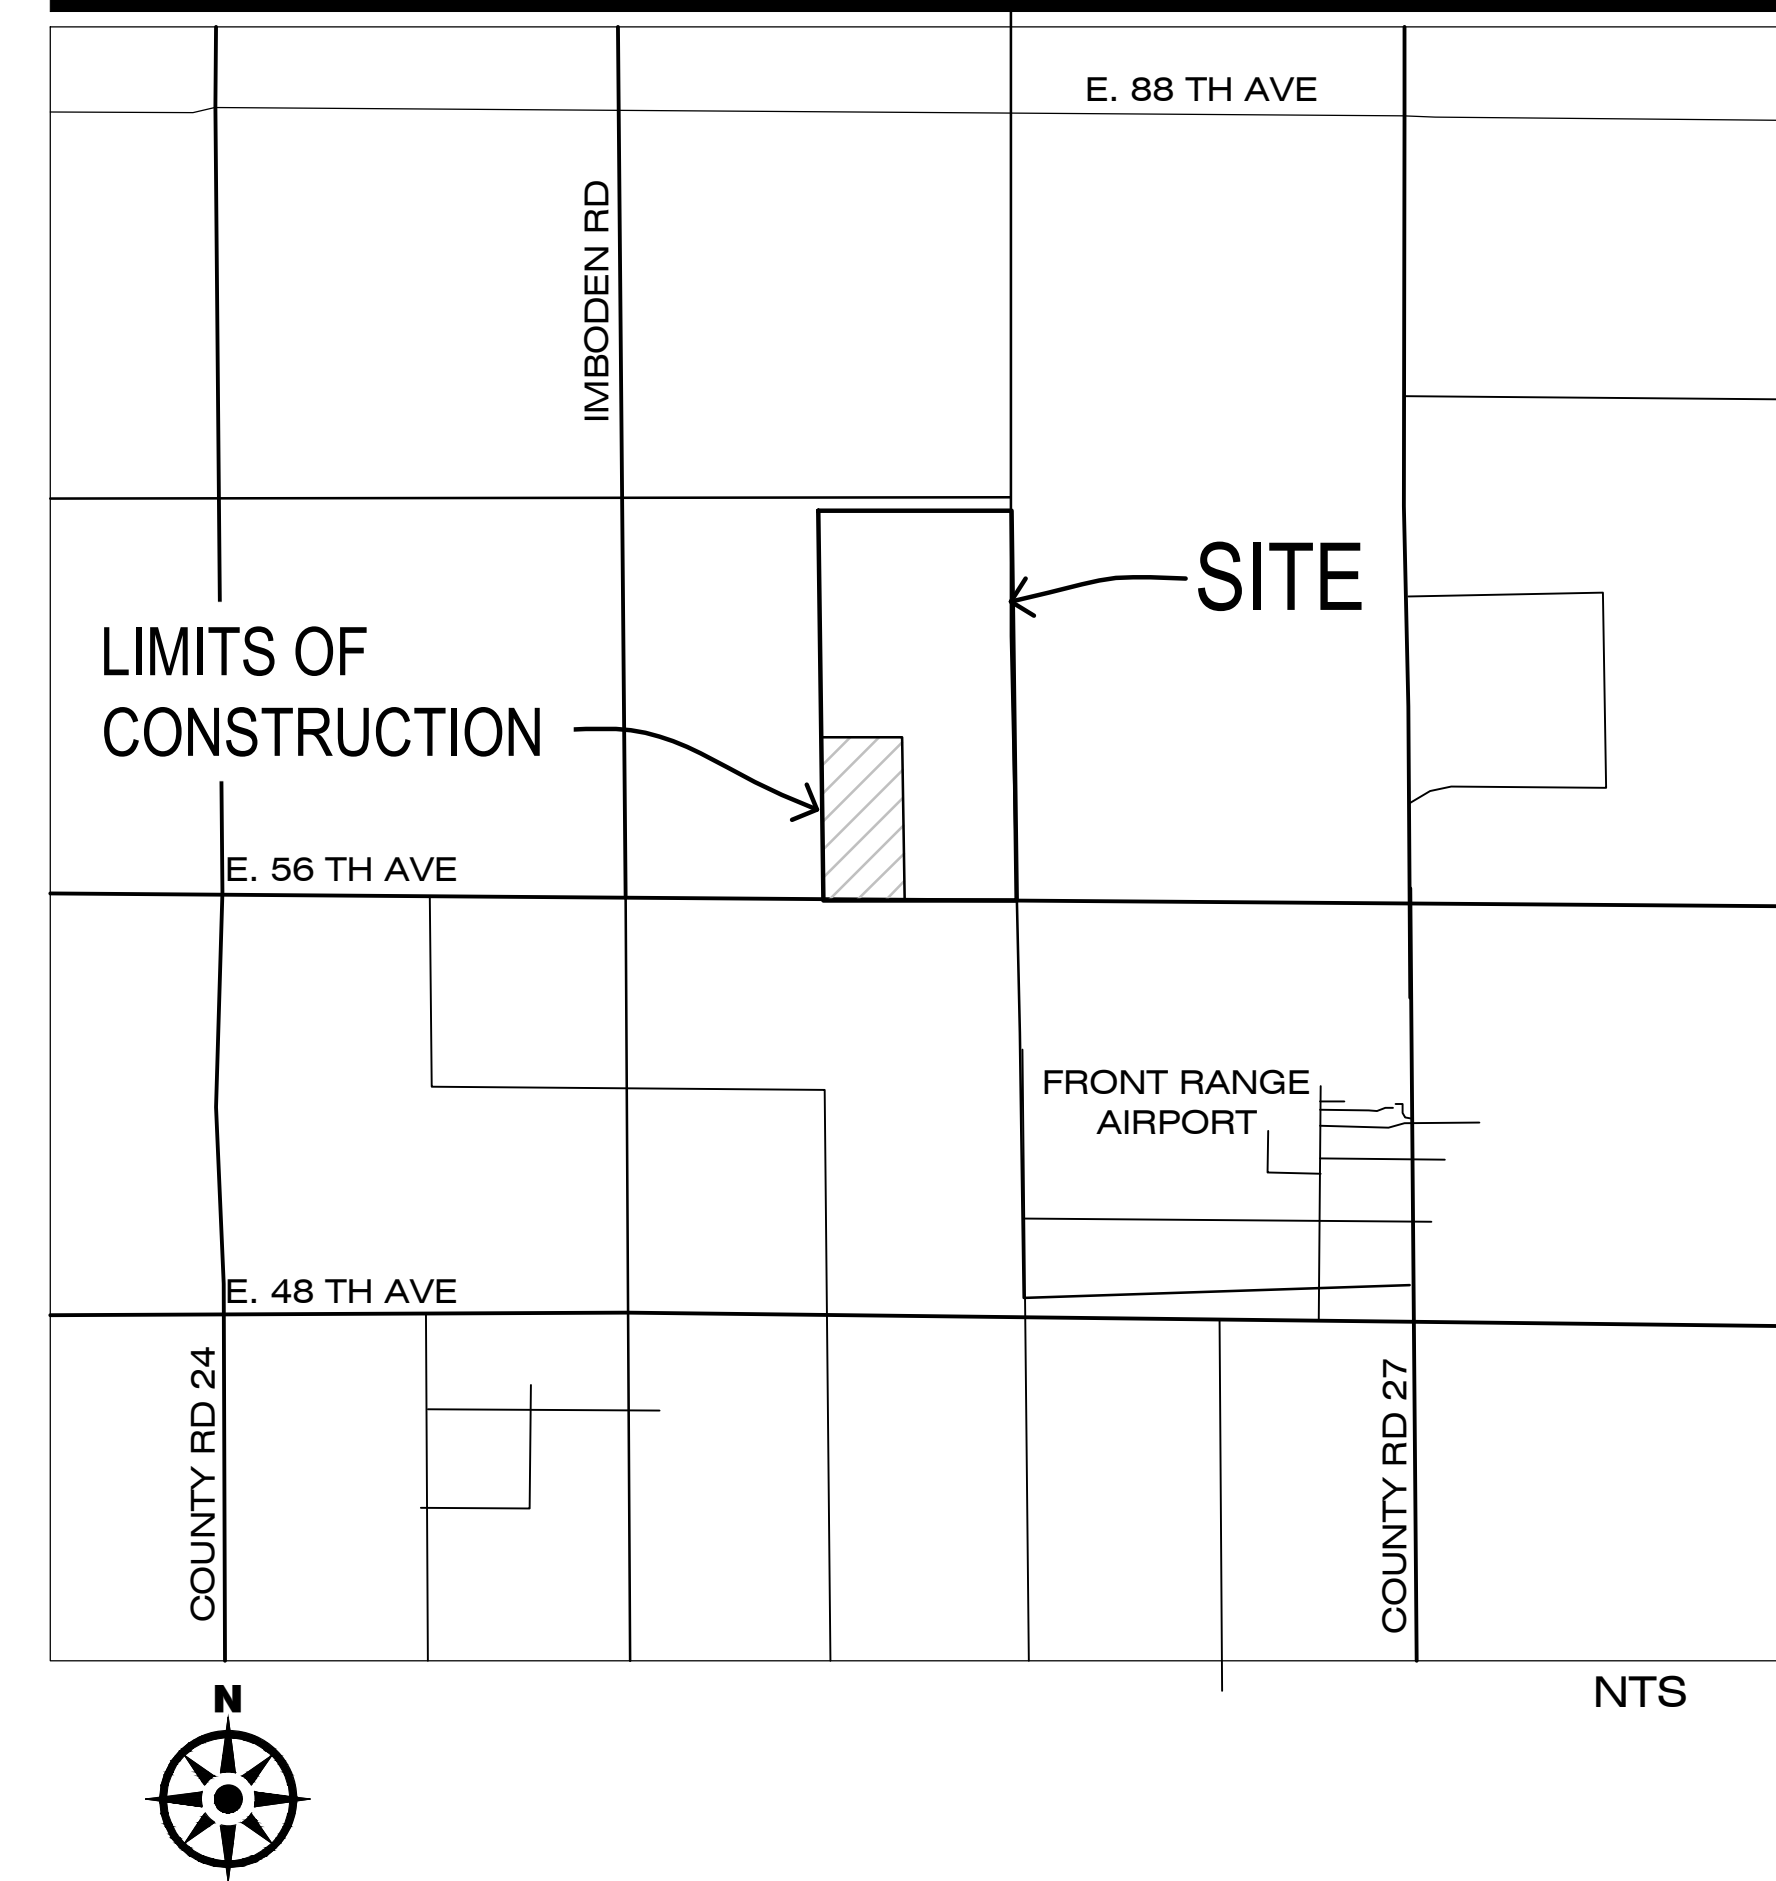 E. 88 TH AVE
IMBODEN RD
SITE
LIMITS OF
CONSTRUCTION
E. 56 TH AVE
FRONT RANGE
AIRPORT
E. 48 TH AVE
COUNTY RD 24
COUNTY RD 27
NTS
N